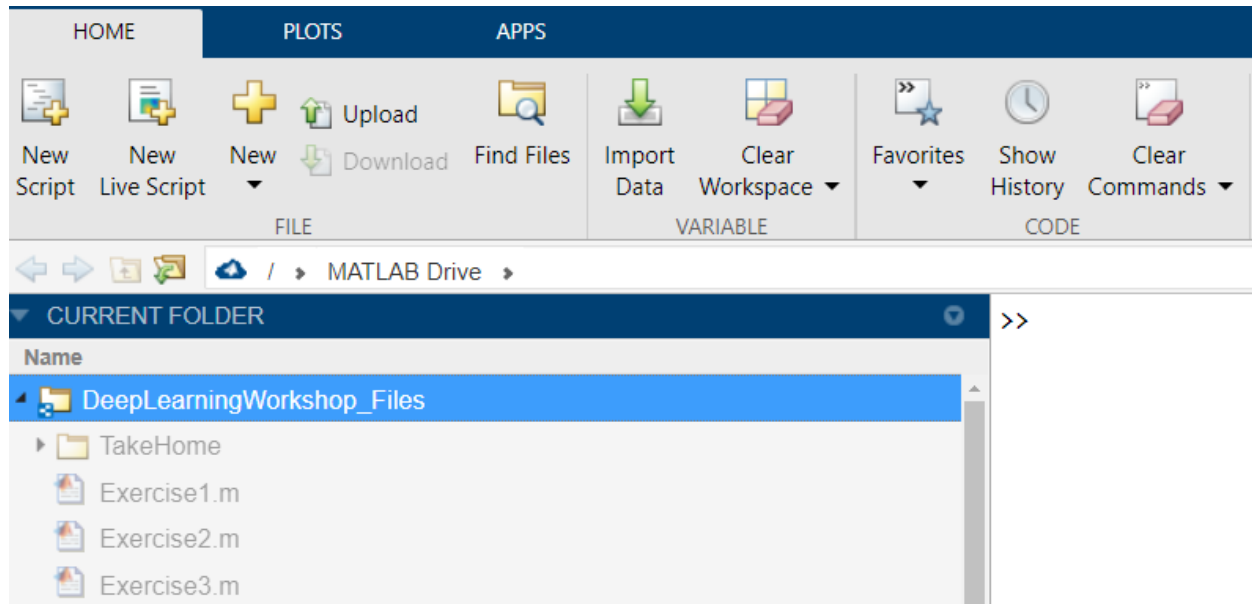 HOME PLOTS APPS
New Script
New Live Script
New
Upload
Download
Find Files
Import Data
Clear Workspace
Favorites
Show History
Clear Commands
FILE VARIABLE CODE
/ MATLAB Drive
CURRENT FOLDER
>>
Name
DeepLearningWorkshop_Files
TakeHome
Exercise1.m
Exercise2.m
Exercise3.m